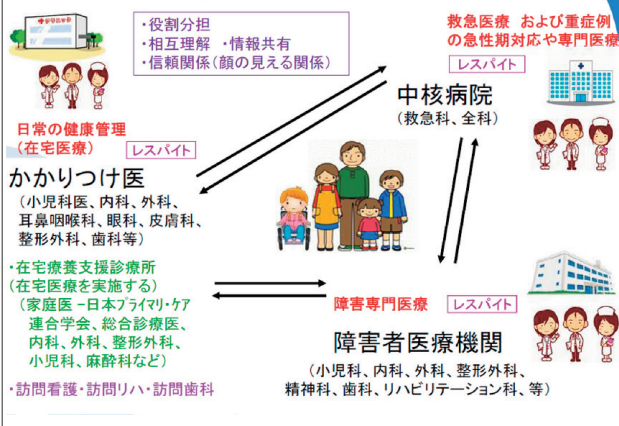 ・役割分担
・相互理解 ・情報共有
・信頼関係(顔の見える関係)
救急医療 および重症例
の急性期対応や専門医療
レスパイト
中核病院
(救急科、全科)
日常の健康管理
(在宅医療)
レスパイト
かかりつけ医
(小児科医、内科、外科、
耳鼻咽喉科、眼科、皮膚科、
整形外科、歯科等)
・在宅療養支援診療所
(在宅医療を実施する)
(家庭医-日本プライマリ・ケア
連合学会、総合診療医、
内科、外科、整形外科、
小児科、麻酔科など)
・訪問看護・訪問リハ・訪問歯科
障害専門医療
レスパイト
障害者医療機関
(小児科、内科、外科、整形外科、
精神科、歯科、リハビリテーション科、等)